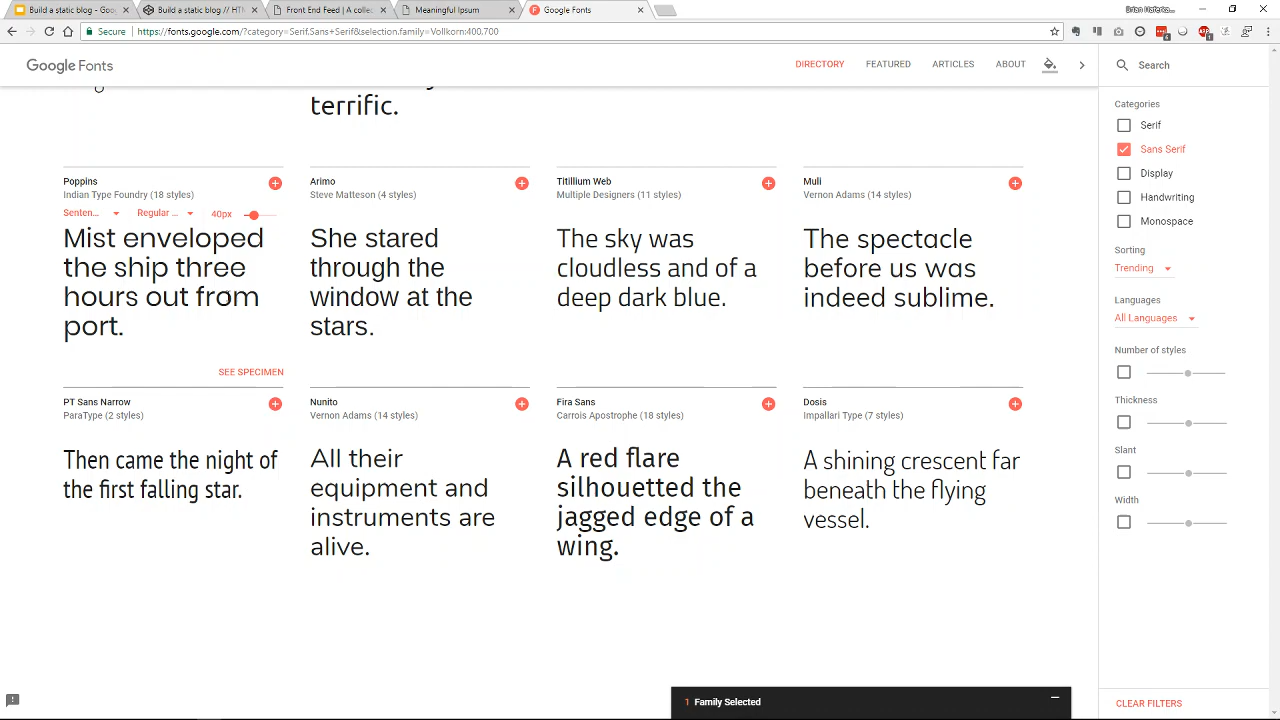 Build a static blog - Goo
Build a static blog // HTM
Front End Feed | A collec
Meaningful Ipsum
Google Fonts
Secure
https://fonts.google.com/?category=Serif,Sans+Serif&selection.family=Vollkorn:400,700
Google Fonts
DIRECTORY
FEATURED
ARTICLES
ABOUT
Search
terrific.
Poppins
Indian Type Foundry (18 styles)
Senten...
Regular ...
40px
Mist enveloped
the ship three
hours out from
port.
SEE SPECIMEN
Arimo
Steve Matteson (4 styles)
She stared
through the
window at the
stars.
Titillium Web
Multiple Designers (11 styles)
The sky was
cloudless and of a
deep dark blue.
Muli
Vernon Adams (14 styles)
The spectacle
before us was
indeed sublime.
PT Sans Narrow
ParaType (2 styles)
Then came the night of
the first falling star.
Nunito
Vernon Adams (14 styles)
All their
equipment and
instruments are
alive.
Fira Sans
Carrois Apostrophe (18 styles)
A red flare
silhouetted the
jagged edge of a
wing.
Dosis
Impallari Type (7 styles)
A shining crescent far
beneath the flying
vessel.
Categories
Serif
Sans Serif
Display
Handwriting
Monospace
Sorting
Trending
Languages
All Languages
Number of styles
Thickness
Slant
Width
1 Family Selected
CLEAR FILTERS